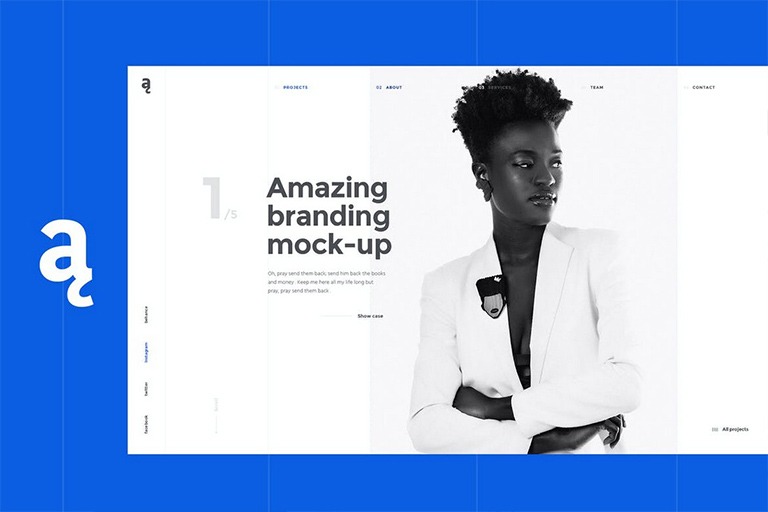 ą
ą
PROJECTS
02 ABOUT
03 SERVICES
TEAM
CONTACT
1/5
Amazing
branding
mock-up
Oh, pray send them back, send him back the books
and money. Keep me here all my life long but
pray, pray send them back.
Show case
behance
Instagram
twitter
facebook
All projects